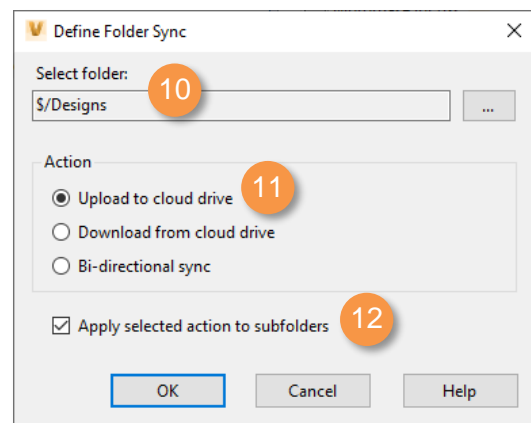 Define Folder Sync
Select folder:
10
$/Designs
...
Action
11
Upload to cloud drive
Download from cloud drive
Bi-directional sync
12
Apply selected action to subfolders
OK Cancel Help